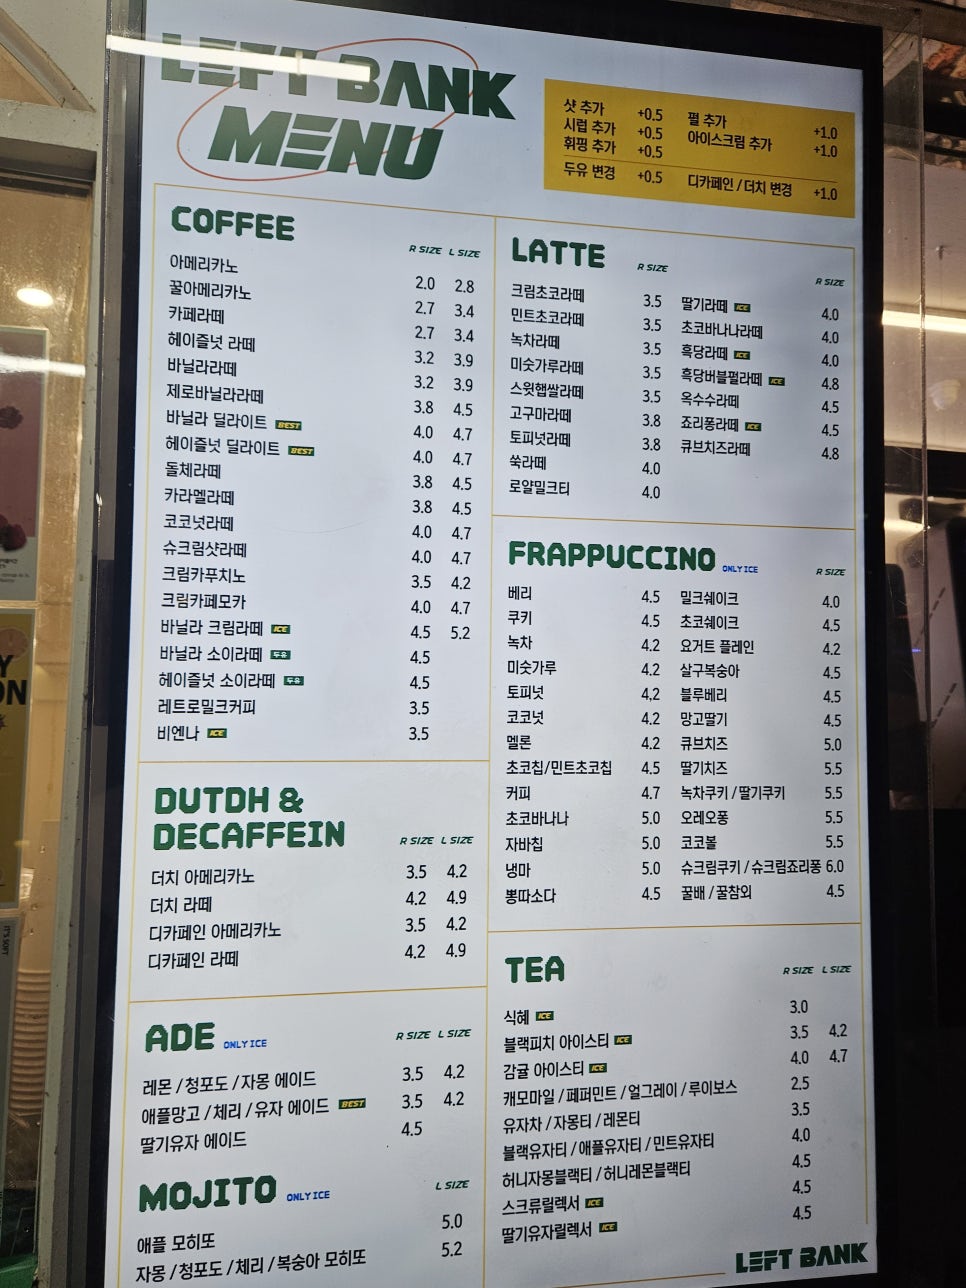 LEFT BANK
MENU
샷 추가 +0.5 펄 추가 +1.0
시럽 추가 +0.5 아이스크림 추가 +1.0
휘핑 추가 +0.5
두유 변경 +0.5 디카페인 / 더치 변경 +1.0
COFFEE
R SIZE L SIZE
아메리카노 2.0 2.8
꿀아메리카노 2.7 3.4
카페라떼 2.7 3.4
헤이즐넛 라떼 3.2 3.9
바닐라라떼 3.2 3.9
제로바닐라라떼 3.8 4.5
바닐라 딜라이트 BEST 4.0 4.7
헤이즐넛 딜라이트 BEST 4.0 4.7
돌체라떼 3.8 4.5
카라멜라떼 3.8 4.5
코코넛라떼 4.0 4.7
슈크림샷라떼 4.0 4.7
크림카푸치노 3.5 4.2
크림카페모카 4.0 4.7
바닐라 크림라떼 ICE 4.5 5.2
바닐라 소이라떼 두유 4.5
헤이즐넛 소이라떼 두유 4.5
레트로밀크커피 3.5
비엔나 ICE 3.5
DUTDH &
DECAFFEIN
R SIZE L SIZE
더치 아메리카노 3.5 4.2
더치 라떼 4.2 4.9
디카페인 아메리카노 3.5 4.2
디카페인 라떼 4.2 4.9
ADE ONLY ICE
R SIZE L SIZE
레몬 / 청포도 / 자몽 에이드 3.5 4.2
애플망고 / 체리 / 유자 에이드 BEST 3.5 4.2
딸기유자 에이드 4.5
MOJITO ONLY ICE
L SIZE
애플 모히또 5.0
자몽 / 청포도 / 체리 / 복숭아 모히또 5.2
LATTE
R SIZE
크림초코라떼 3.5
민트초코라떼 3.5
녹차라떼 3.5
미숫가루라떼 3.5
스윗햅쌀라떼 3.5
고구마라떼 3.8
토피넛라떼 3.8
쑥라떼 4.0
로얄밀크티 4.0
R SIZE
딸기라떼 ICE 4.0
초코바나나라떼 4.0
흑당라떼 ICE 4.0
흑당버블펄라떼 ICE 4.8
옥수수라떼 4.5
죠리퐁라떼 ICE 4.5
큐브치즈라떼 4.8
FRAPPUCCINO ONLY ICE
R SIZE
베리 4.5
쿠키 4.5
녹차 4.2
미숫가루 4.2
토피넛 4.2
코코넛 4.2
멜론 4.2
초코칩/민트초코칩 4.5
커피 4.7
초코바나나 5.0
자바칩 5.0
냉마 5.0
뽕따소다 4.5
밀크쉐이크 4.0
초코쉐이크 4.5
요거트 플레인 4.2
살구복숭아 4.5
블루베리 4.5
망고딸기 4.5
큐브치즈 5.0
딸기치즈 5.5
녹차쿠키 / 딸기쿠키 5.5
오레오퐁 5.5
코코볼 5.5
슈크림쿠키 / 슈크림죠리퐁 6.0
꿀배 / 꿀참외 4.5
TEA
R SIZE L SIZE
식혜 ICE 3.0
블랙피치 아이스티 ICE 3.5 4.2
감귤 아이스티 ICE 4.0 4.7
캐모마일 / 페퍼민트 / 얼그레이 / 루이보스 2.5
유자차 / 자몽티 / 레몬티 3.5
블랙유자티 / 애플유자티 / 민트유자티 4.0
허니자몽블랙티 / 허니레몬블랙티 4.5
스크류릴렉서 ICE 4.5
딸기유자릴렉서 ICE 4.5
LEFT BANK